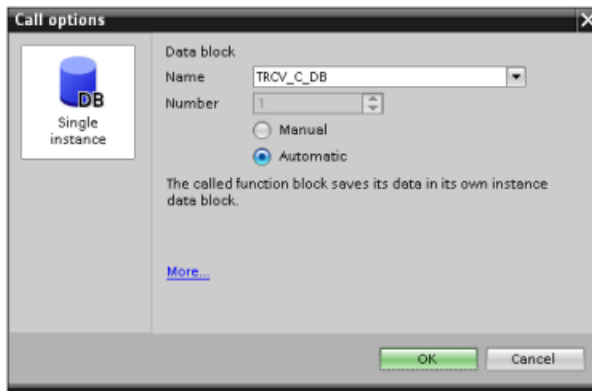 Call options
DB
Single
instance
Data block
Name TRCV_C_DB
Number 1
Manual
Automatic
The called function block saves its data in its own instance
data block.
More...
OK Cancel